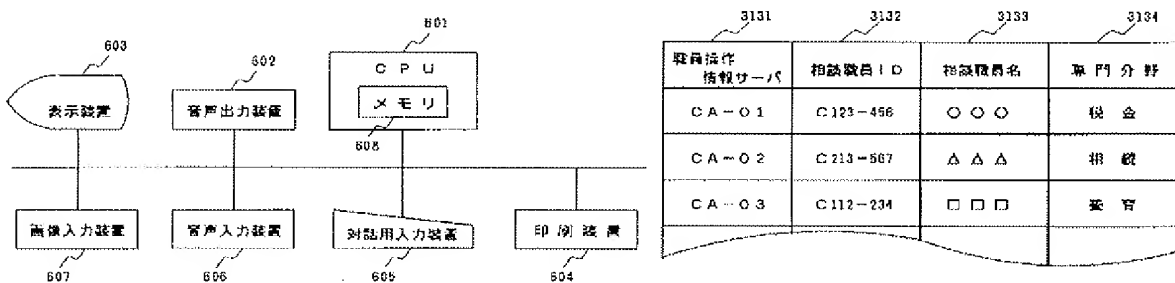 603
602
601
CPU
表示装置
音声出力装置
メモリ
608
画像入力装置
音声入力装置
対話用入力装置
印刷装置
607
606
605
604
3131
3132
3133
3134
職員操作
情報サーバ
相談職員ID
相談職員名
専門分野
CA-01
C123-456
○○○
税金
CA-02
C213-567
△△△
相続
CA-03
C112-234
□□□
養育